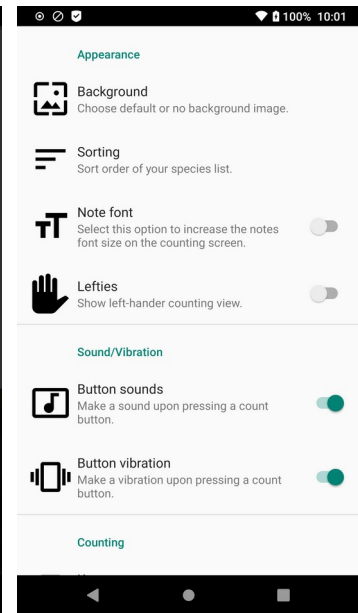 100% 10:01
Appearance
Background
Choose default or no background image.
Sorting
Sort order of your species list.
Note font
Select this option to increase the notes
font size on the counting screen.
Lefties
Show left-hander counting view.
Sound/Vibration
Button sounds
Make a sound upon pressing a count
button.
Button vibration
Make a vibration upon pressing a count
button.
Counting